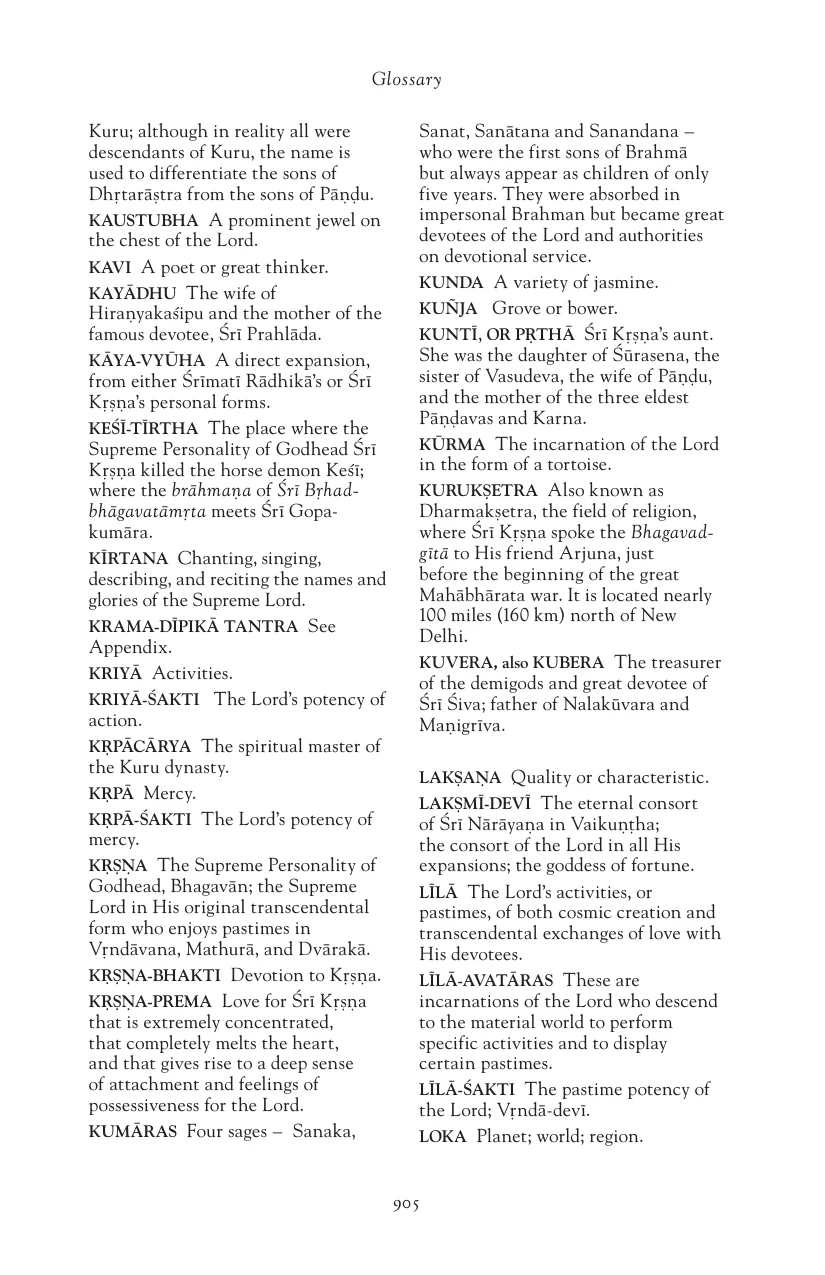 Glossary
Kuru; although in reality all were
descendants of Kuru, the name is
used to differentiate the sons of
Dhṛtarāṣtra from the sons of Pāṇḍu.
KAUSTUBHA A prominent jewel on
the chest of the Lord.
KAVI A poet or great thinker.
KAYĀDHU The wife of
Hiraṇyakaśipu and the mother of the
famous devotee, Śrī Prahlāda.
KĀYA-VYŪHA A direct expansion,
from either Śrīmatī Rādhikā’s or Śrī
Kṛṣṇa’s personal forms.
KEŚĪ-TĪRTHA The place where the
Supreme Personality of Godhead Śrī
Kṛṣṇa killed the horse demon Keśī;
where the brāhmaṇa of Śrī Bṛhad-
bhāgavatāmṛta meets Śrī Gopa-
kumāra.
KĪRTANA Chanting, singing,
describing, and reciting the names and
glories of the Supreme Lord.
KRAMA-DĪPIKĀ TANTRA See
Appendix.
KRIYĀ Activities.
KRIYĀ-ŚAKTI The Lord’s potency of
action.
KṚPĀCĀRYA The spiritual master of
the Kuru dynasty.
KṚPĀ Mercy.
KṚPĀ-ŚAKTI The Lord’s potency of
mercy.
KṚṢṆA The Supreme Personality of
Godhead, Bhagavān; the Supreme
Lord in His original transcendental
form who enjoys pastimes in
Vṛndāvana, Mathurā, and Dvārakā.
KṚṢṆA-BHAKTI Devotion to Kṛṣṇa.
KṚṢṆA-PREMA Love for Śrī Kṛṣṇa
that is extremely concentrated,
that completely melts the heart,
and that gives rise to a deep sense
of attachment and feelings of
possessiveness for the Lord.
KUMĀRAS Four sages – Sanaka,
Sanat, Sanātana and Sanandana –
who were the first sons of Brahmā
but always appear as children of only
five years. They were absorbed in
impersonal Brahman but became great
devotees of the Lord and authorities
on devotional service.
KUNDA A variety of jasmine.
KUÑJA Grove or bower.
KUNTĪ, OR PṚTHĀ Śrī Kṛṣṇa’s aunt.
She was the daughter of Śūrasena, the
sister of Vasudeva, the wife of Pāṇḍu,
and the mother of the three eldest
Pāṇḍavas and Karna.
KŪRMA The incarnation of the Lord
in the form of a tortoise.
KURUKṢETRA Also known as
Dharmakṣetra, the field of religion,
where Śrī Kṛṣṇa spoke the Bhagavad-
gītā to His friend Arjuna, just
before the beginning of the great
Mahābhārata war. It is located nearly
100 miles (160 km) north of New
Delhi.
KUVERA, also KUBERA The treasurer
of the demigods and great devotee of
Śrī Śiva; father of Nalakūvara and
Maṇigrīva.
LAKṢAṆA Quality or characteristic.
LAKṢMĪ-DEVĪ The eternal consort
of Śrī Nārāyaṇa in Vaikuṇṭha;
the consort of the Lord in all His
expansions; the goddess of fortune.
LĪLĀ The Lord’s activities, or
pastimes, of both cosmic creation and
transcendental exchanges of love with
His devotees.
LĪLĀ-AVATĀRAS These are
incarnations of the Lord who descend
to the material world to perform
specific activities and to display
certain pastimes.
LĪLĀ-ŚAKTI The pastime potency of
the Lord; Vṛndā-devī.
LOKA Planet; world; region.
905